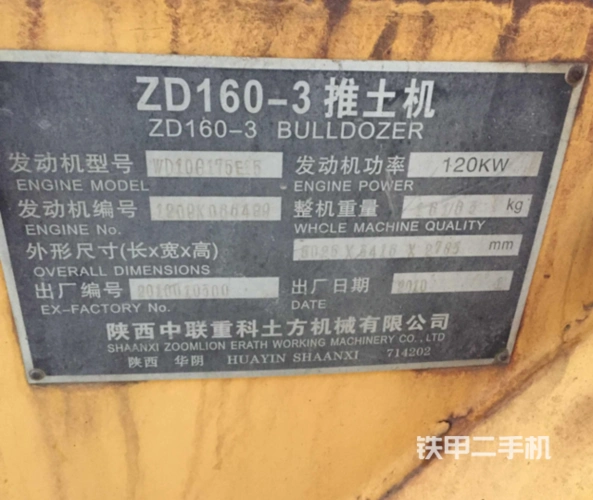 ZD160-3 推土机
ZD160-3 BULLDOZER
发动机型号 发动机功率 120KW
ENGINE MODEL ENGINE POWER
发动机编号 整机重量 kg
ENGINE No. WHCLE MACHINE QUALITY
外形尺寸(长x宽x高) mm
OVERALL DIMENSIONS
出厂编号 出厂日期 2010
EX-FACTORY No. DATE
陕西中联重科土方机械有限公司
SHAANXI ZOOMLION ERATH WORKING MACHINERY CO., LTD
陕西 华阴 HUAYIN SHAANXI 714202
铁甲二手机